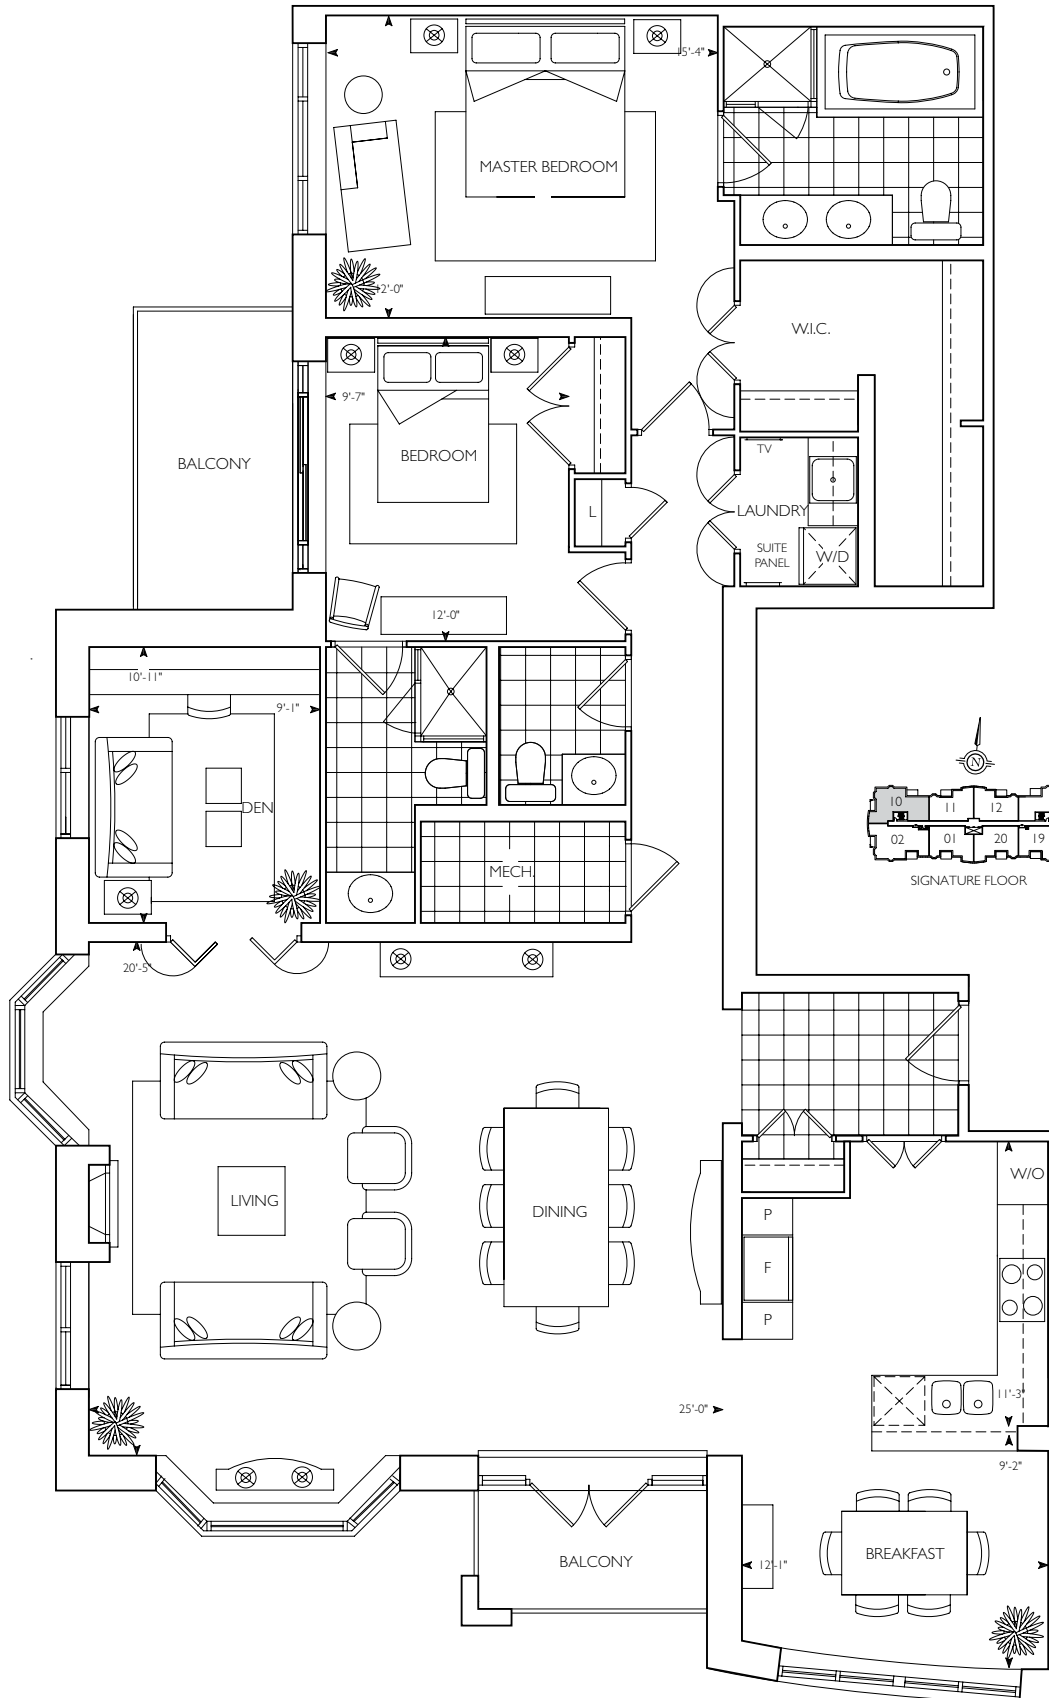 15'-4"
MASTER BEDROOM
12'-0"
W.I.C.
9'-7"
BALCONY
BEDROOM
TV
L
LAUNDRY
SUITE
PANEL
W/D
12'-0"
10'-11"
9'-1"
DEN
MECH.
N
10
11
12
02
01
20
19
SIGNATURE FLOOR
20'-5"
W/O
LIVING
DINING
P
F
P
11'-3"
25'-0"
9'-2"
BALCONY
12'-1"
BREAKFAST